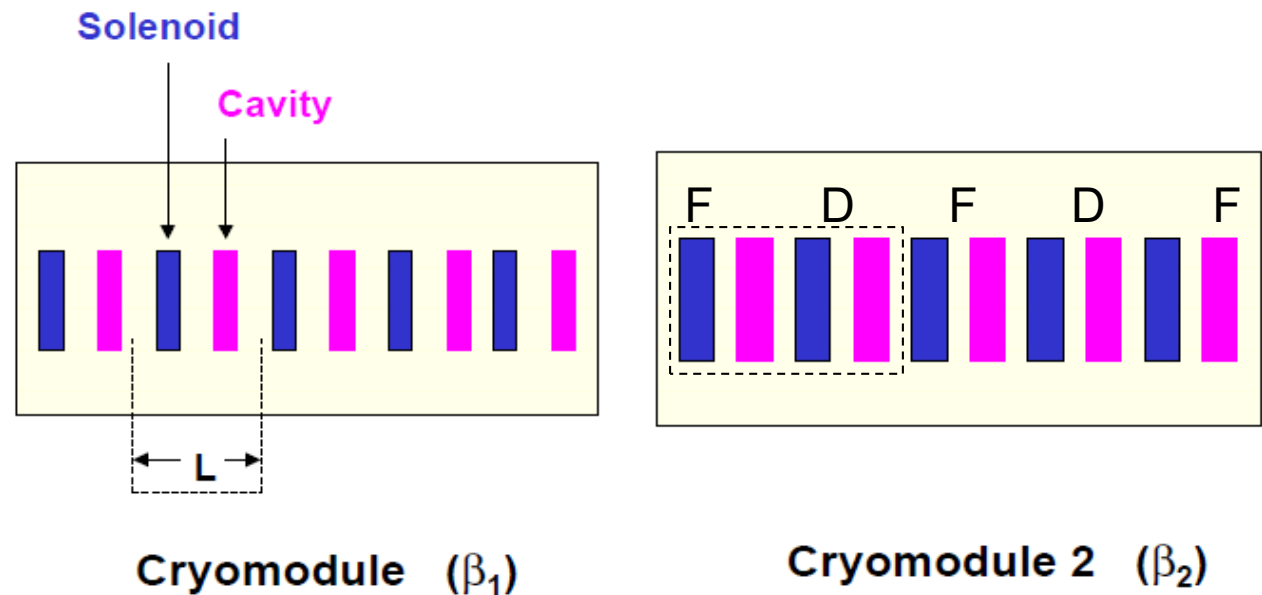 Solenoid
Cavity
F D F D F
L
Cryomodule (β₁)
Cryomodule 2 (β₂)